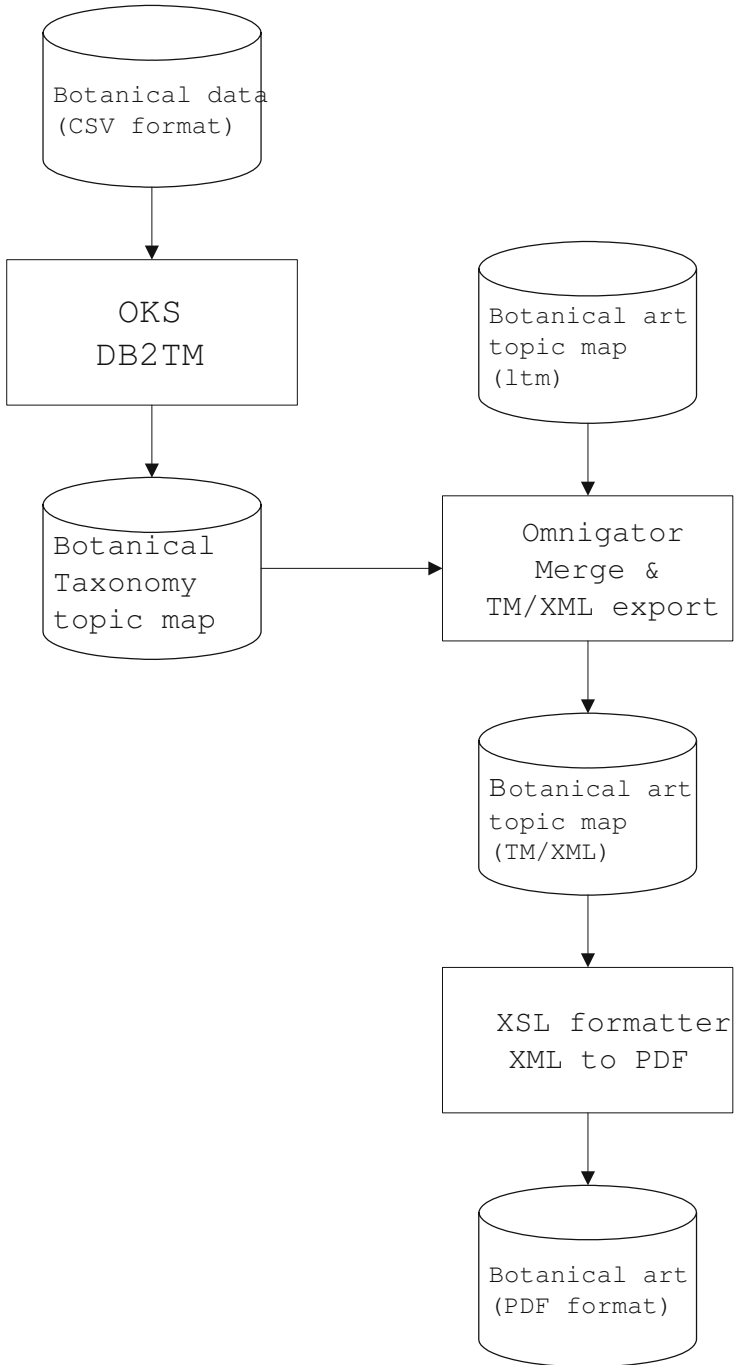 Botanical data
(CSV format)
OKS
DB2TM
Botanical art
topic map
(ltm)
Botanical
Taxonomy
topic map
Omnigator
Merge &
TM/XML export
Botanical art
topic map
(TM/XML)
XSL formatter
XML to PDF
Botanical art
(PDF format)